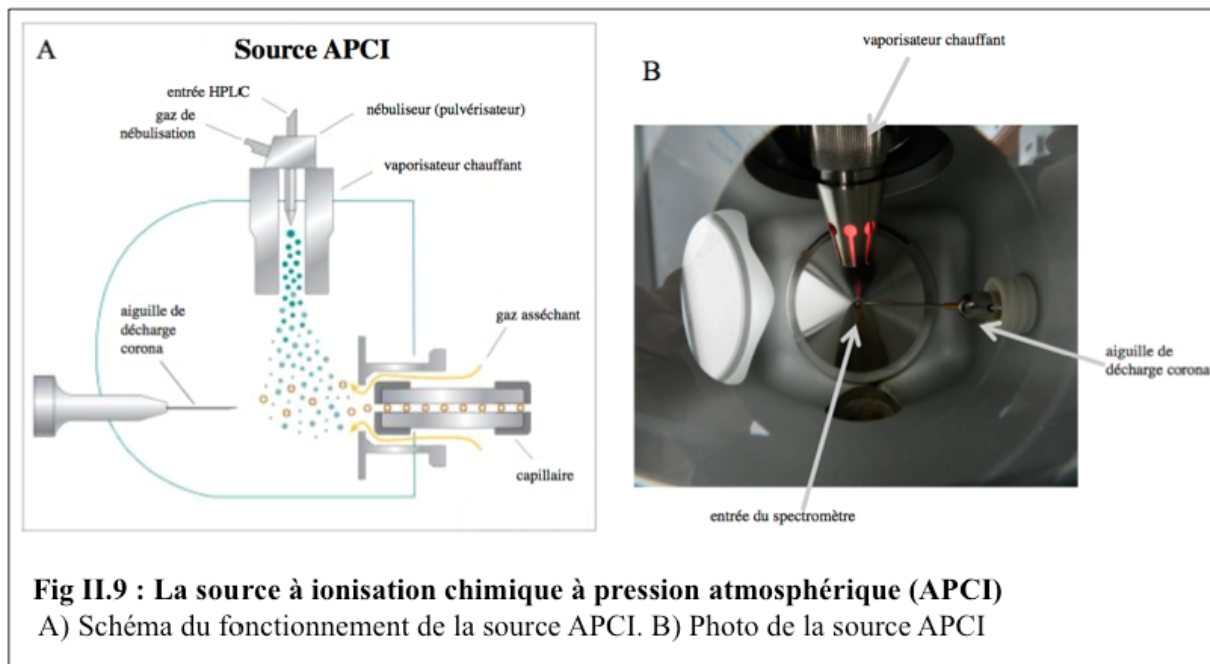 A
Source APCI
entrée HPLC
gaz de
nébulisation
nébuliseur (pulvérisateur)
vaporisateur chauffant
aiguille de
décharge
corona
gaz asséchant
capillaire
B
vaporisateur chauffant
aiguille de
décharge corona
entrée du spectromètre
Fig II.9 : La source à ionisation chimique à pression atmosphérique (APCI)
A) Schéma du fonctionnement de la source APCI. B) Photo de la source APCI